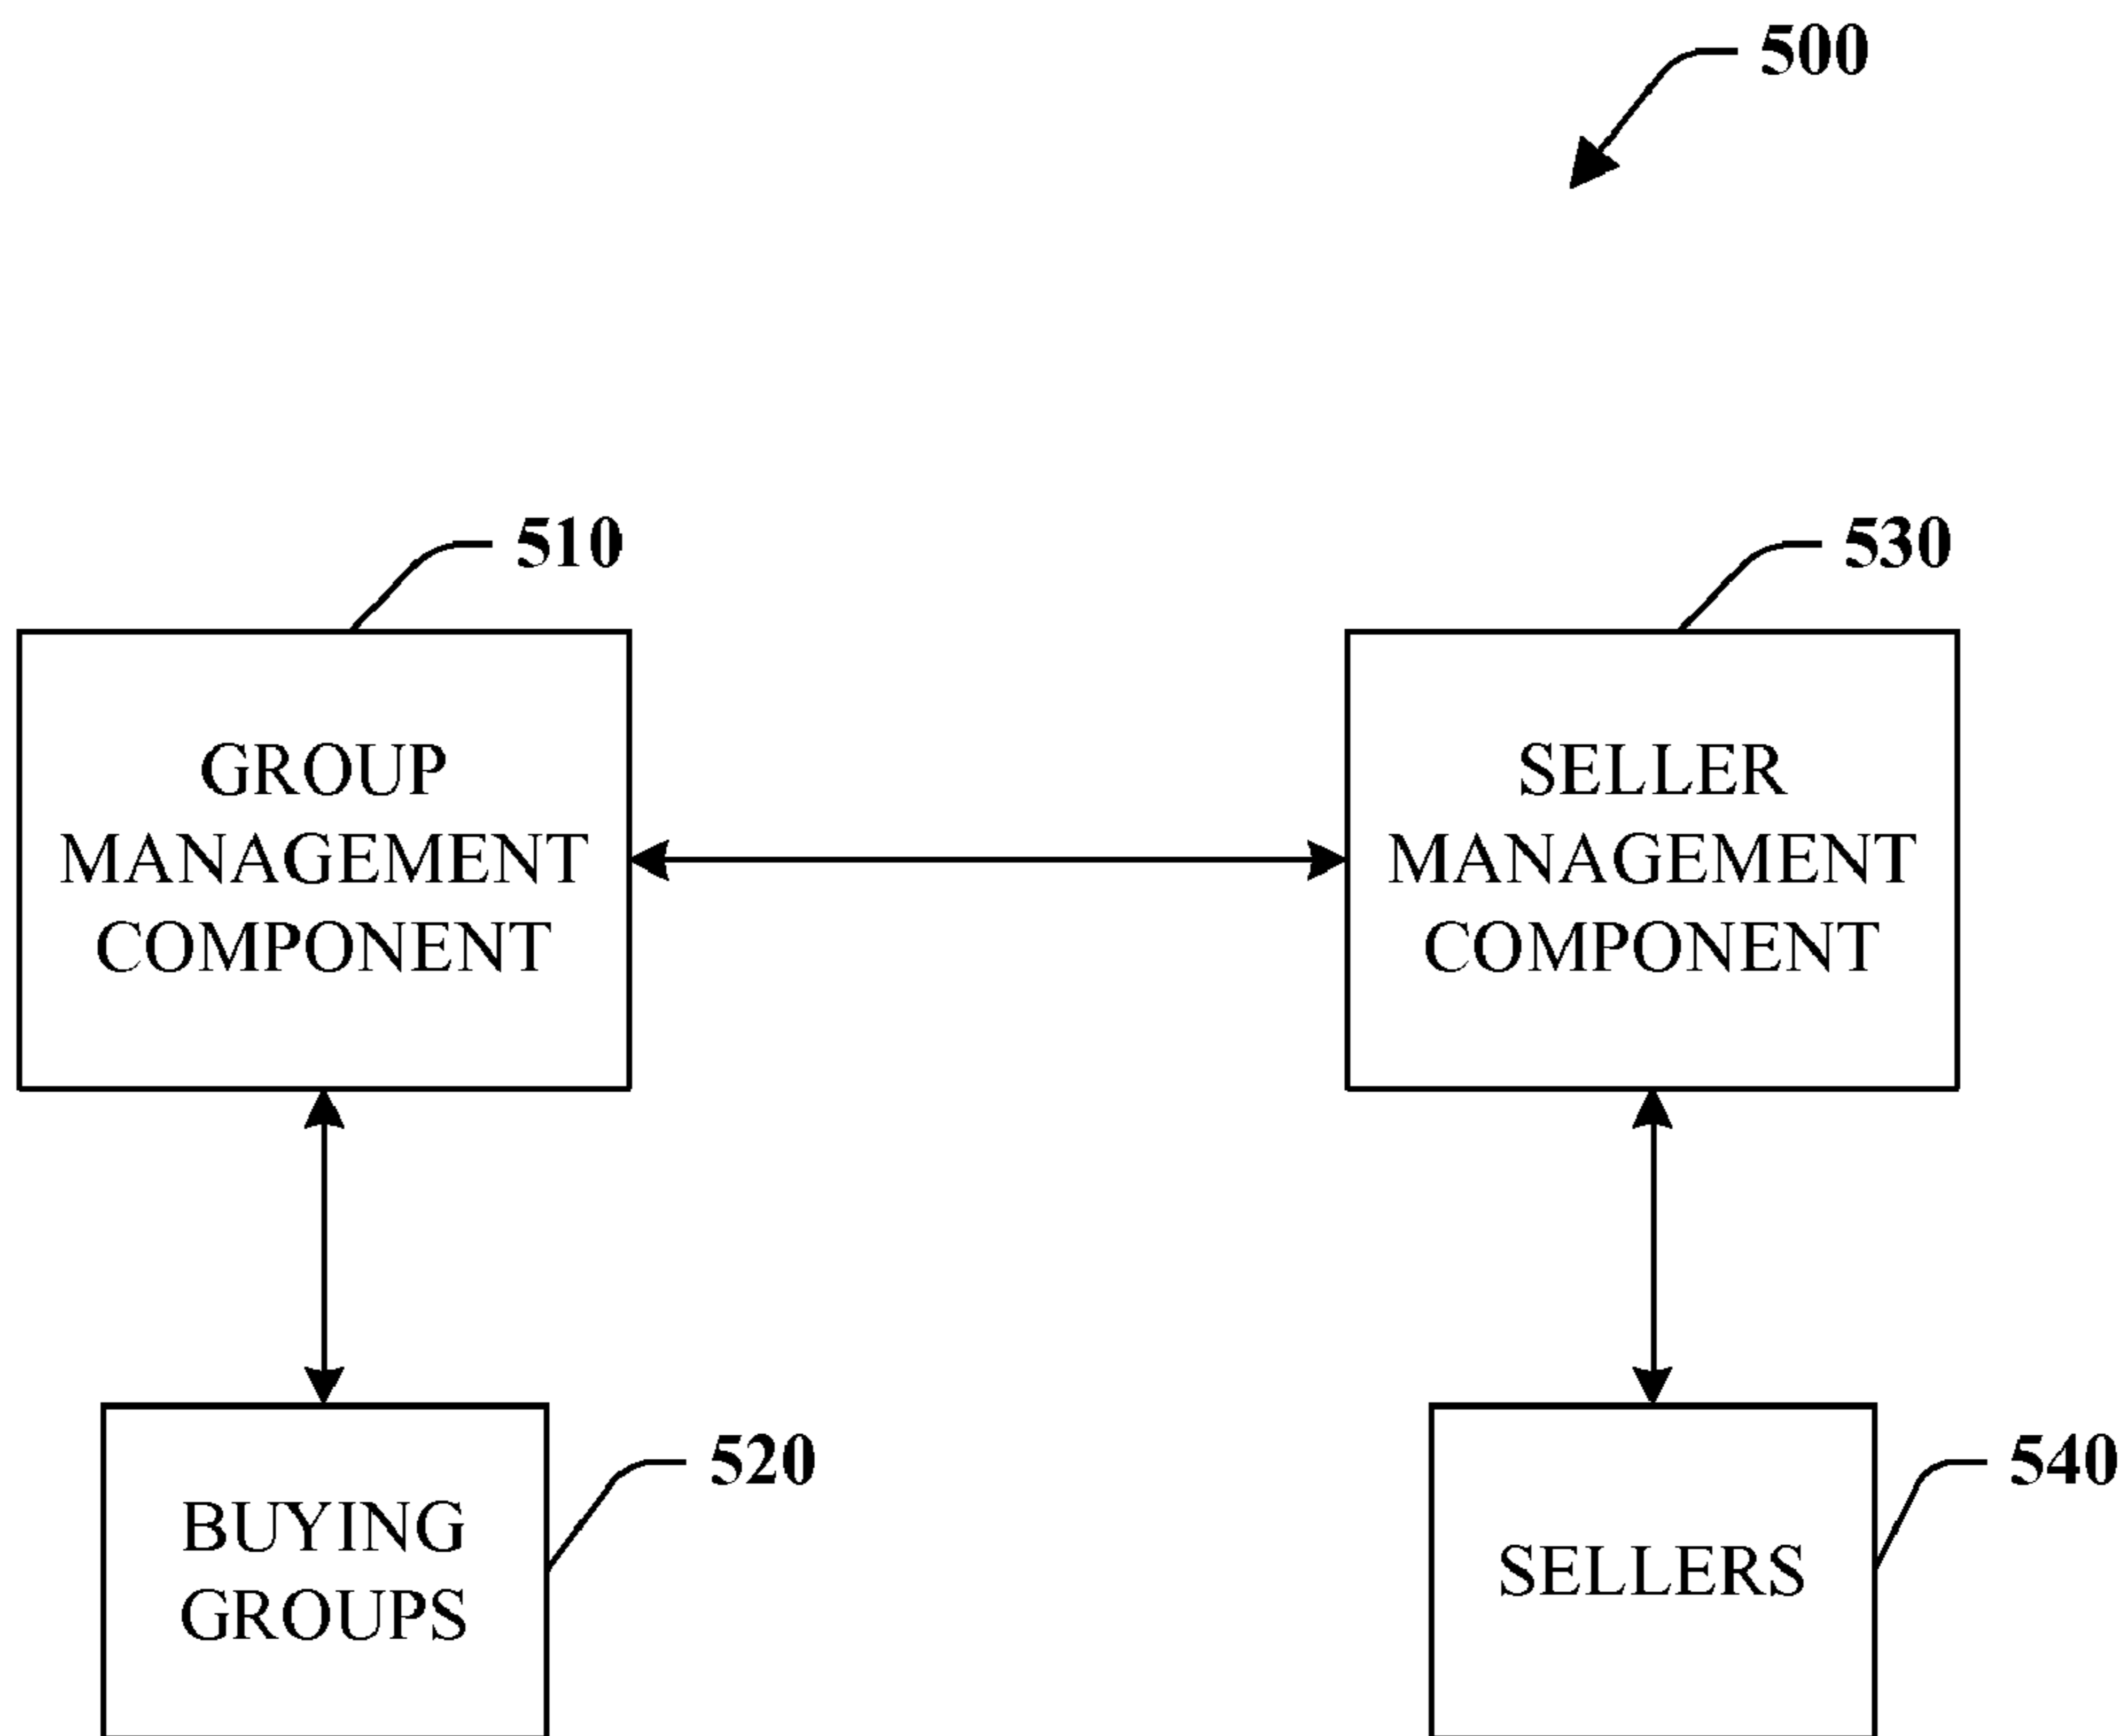 500
510
530
GROUP
MANAGEMENT
COMPONENT
SELLER
MANAGEMENT
COMPONENT
520
540
BUYING
GROUPS
SELLERS